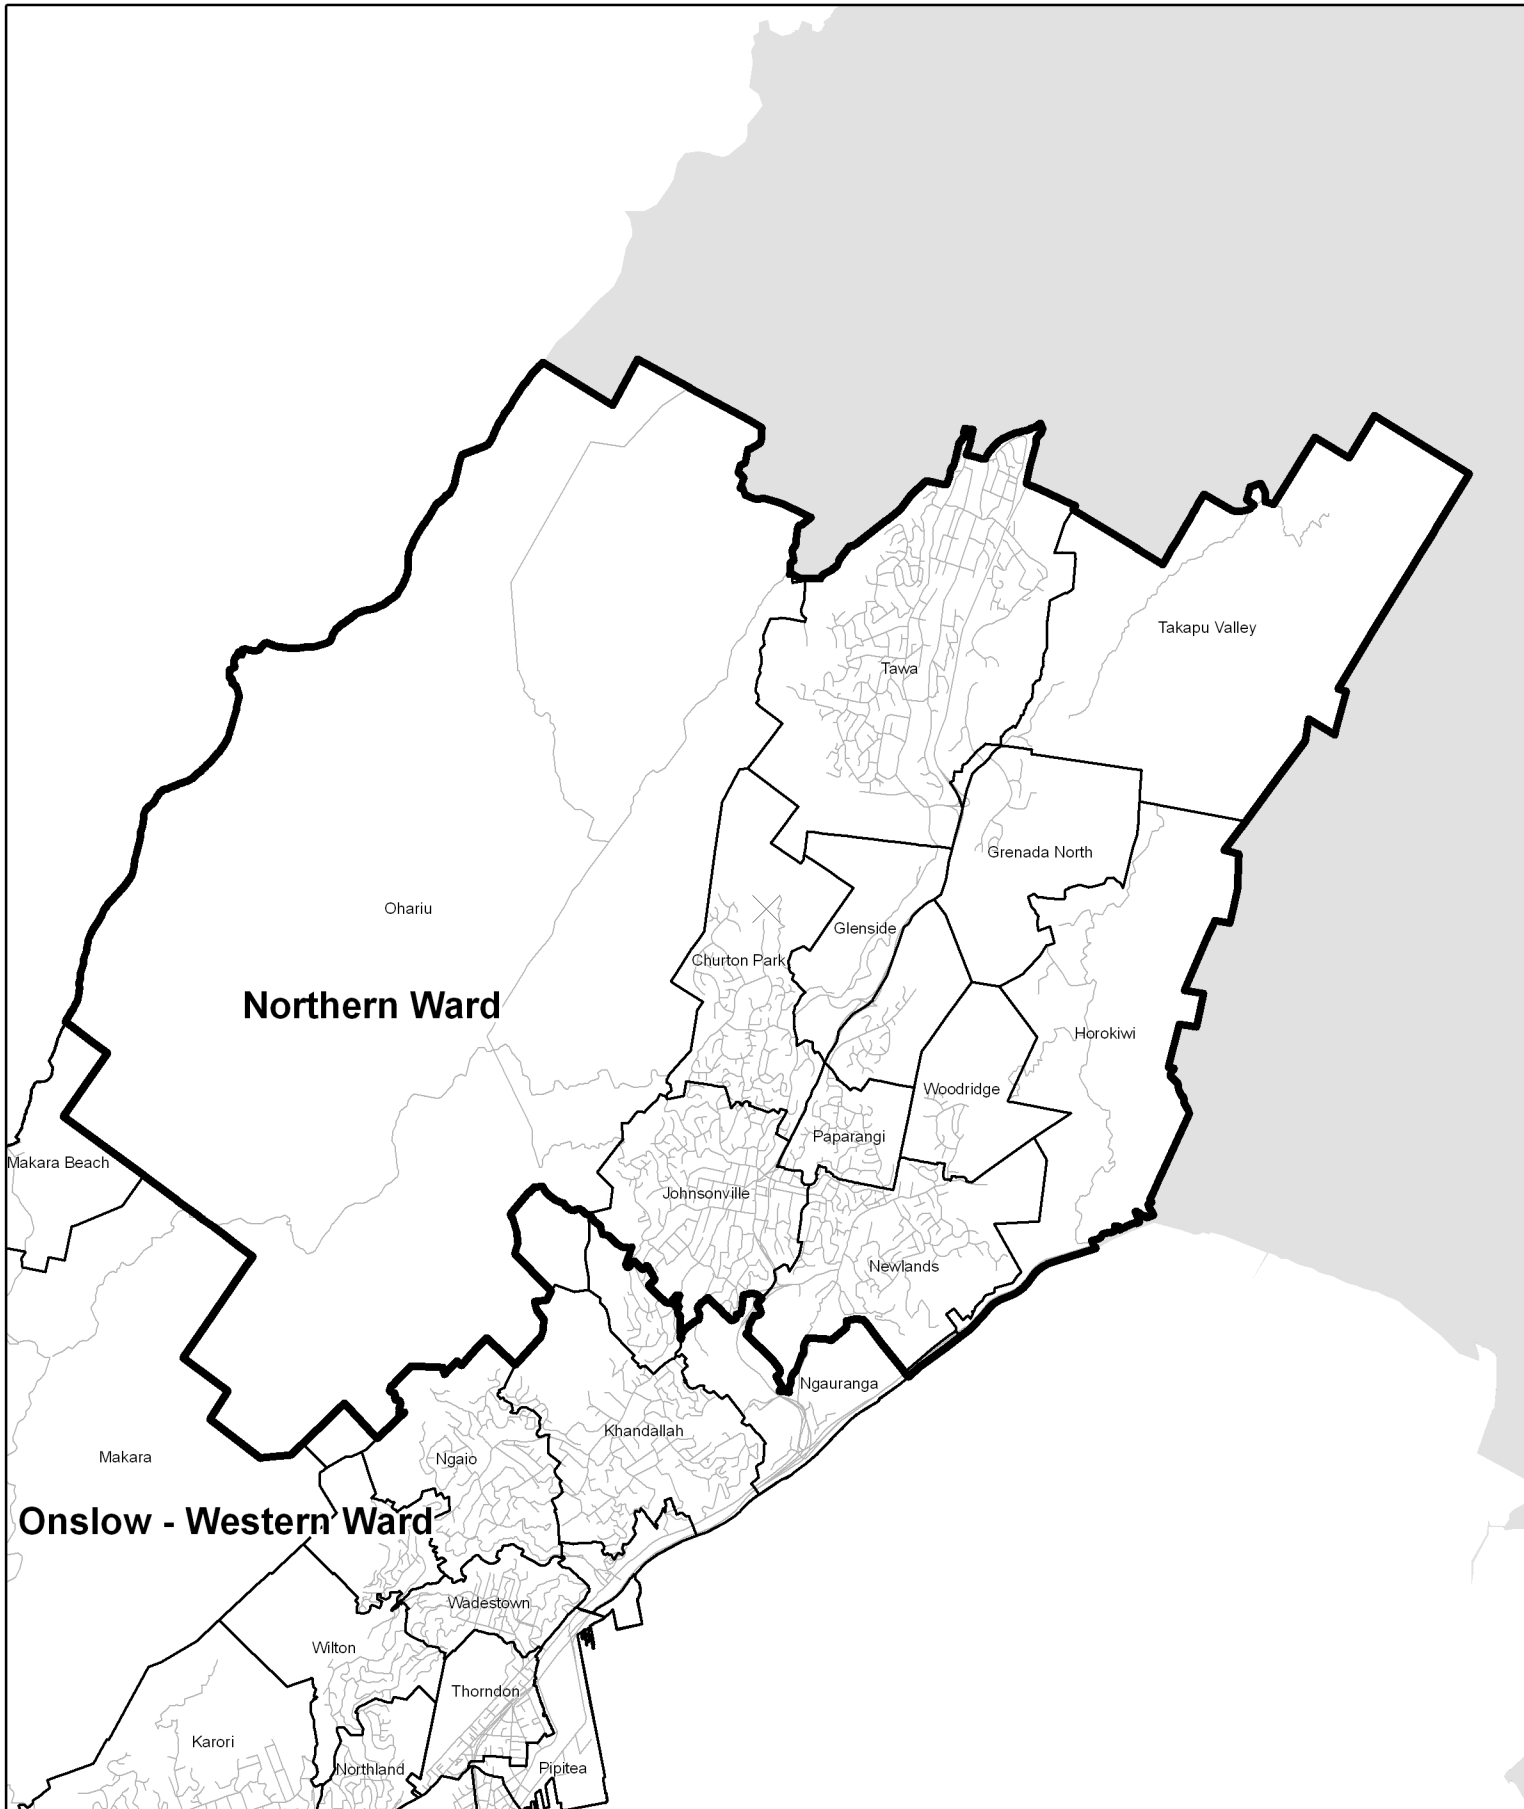 Takapu Valley
Tawa
Grenada North
Ohariu
Glenside
Churton Park
Northern Ward
Horokiwi
Woodridge
Paparangi
Makara Beach
Johnsonville
Newlands
Ngauranga
Khandallah
Makara
Ngaio
Onslow - Western Ward
Wadestown
Wilton
Thorndon
Karori
Northland
Pipitea